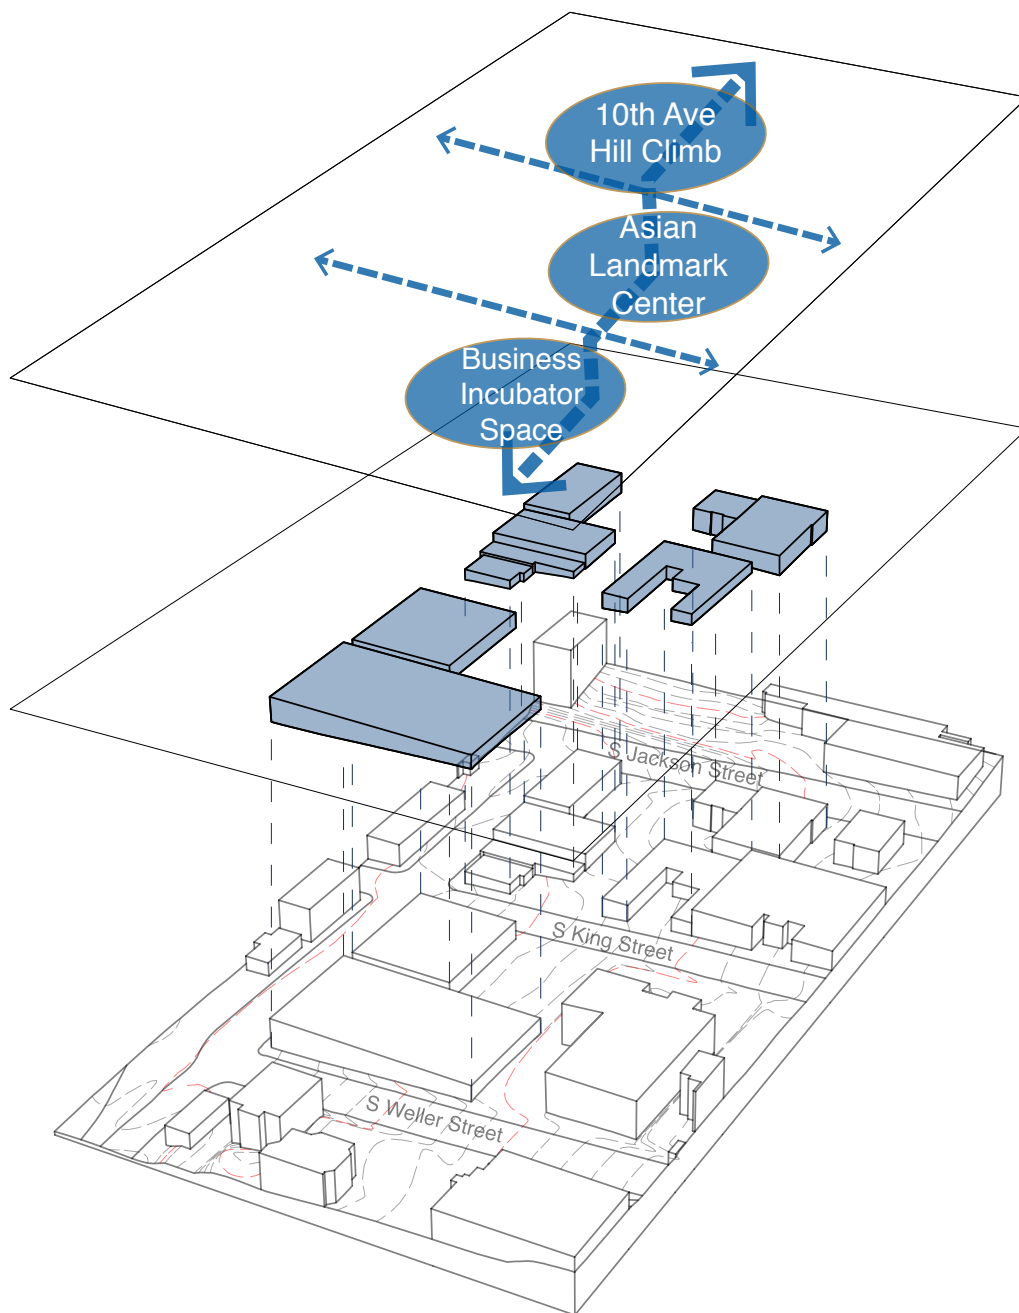 10th Ave
Hill Climb
Asian
Landmark
Center
Business
Incubator
Space
S Jackson Street
S King Street
S Weller Street